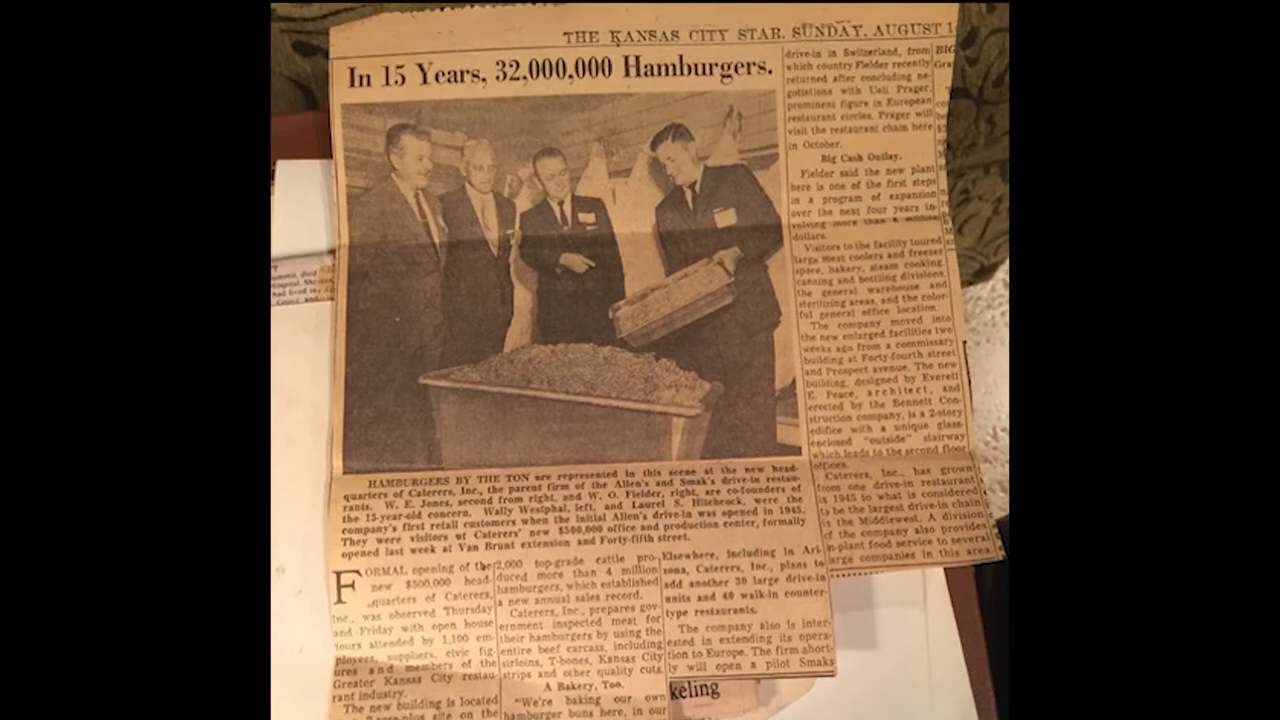 THE KANSAS CITY STAR, SUNDAY, AUGUST 1
In 15 Years, 32,000,000 Hamburgers.
HAMBURGERS BY THE TON are represented in this scene at the new head-
quarters of Caterers, Inc., the parent firm of the Allen's and Smak's drive-in restau-
rants. W. E. Jones, second from right, and W. O. Fielder, right, are co-founders of
the 15-year-old concern. Wally Westphal, left, and Laurel S. Hitchcock, were the
company's first retail customers when the initial Allen's drive-in was opened in 1945.
They were visitors at Caterers' new $500,000 office and production center, formally
opened last week at Van Brunt extension and Forty-fifth street.
FORMAL opening of the
new $500,000 head-
quarters of Caterers,
Inc., was observed Thursday
and Friday with open house
tours attended by 1,100 em-
ployees, suppliers, civic fig-
ures and members of the
Greater Kansas City restau-
rant industry.
The new building is located
site on the
2,000 top-grade cattle pro-
duced more than 4 million
hamburgers, which established
a new annual sales record.
Caterers, Inc., prepares gov-
ernment inspected meat for
their hamburgers by using the
entire beef carcass, including
sirloins, T-bones, Kansas City
strips and other quality cuts.
A Bakery, Too.
"We're baking our own
hamburger buns here, in our
Elsewhere, including in Ari-
zona, Caterers, Inc., plans to
add another 30 large drive-in
units and 40 walk-in counter-
type restaurants.
The company also is inter-
ested in extending its opera-
tion to Europe. The firm short-
ly will open a pilot Smaks
drive-in in Switzerland, from
which country Fielder recently
returned after concluding ne-
gotiations with Ueli Prager,
prominent figure in European
restaurant circles. Prager will
visit the restaurant chain here
in October.
Big Cash Outlay.
Fielder said the new plant
here is one of the first steps
in a program of expansion
over the next four years in-
volving more than 6 million
dollars.
Visitors to the facility toured
large meat coolers and freezer
space, bakery, steam cooking,
canning and bottling divisions,
the general warehouse and
sterilizing areas, and the color-
ful general office location.
The company moved into
the new enlarged facilities two
weeks ago from a commissary
building at Forty-fourth street
and Prospect avenue. The new
building, designed by Everett
E. Peace, architect, and
erected by the Bennett Con-
struction company, is a 2-story
edifice with a unique glass-
enclosed "outside" stairway
which leads to the second floor
offices.
Caterers, Inc., has grown
from one drive-in restaurant
in 1945 to what is considered
to be the largest drive-in chain
in the Middlewest. A division
of the company also provides
in-plant food service to several
large companies in this area.
BIG
keling
died
hospital. She
had lived in